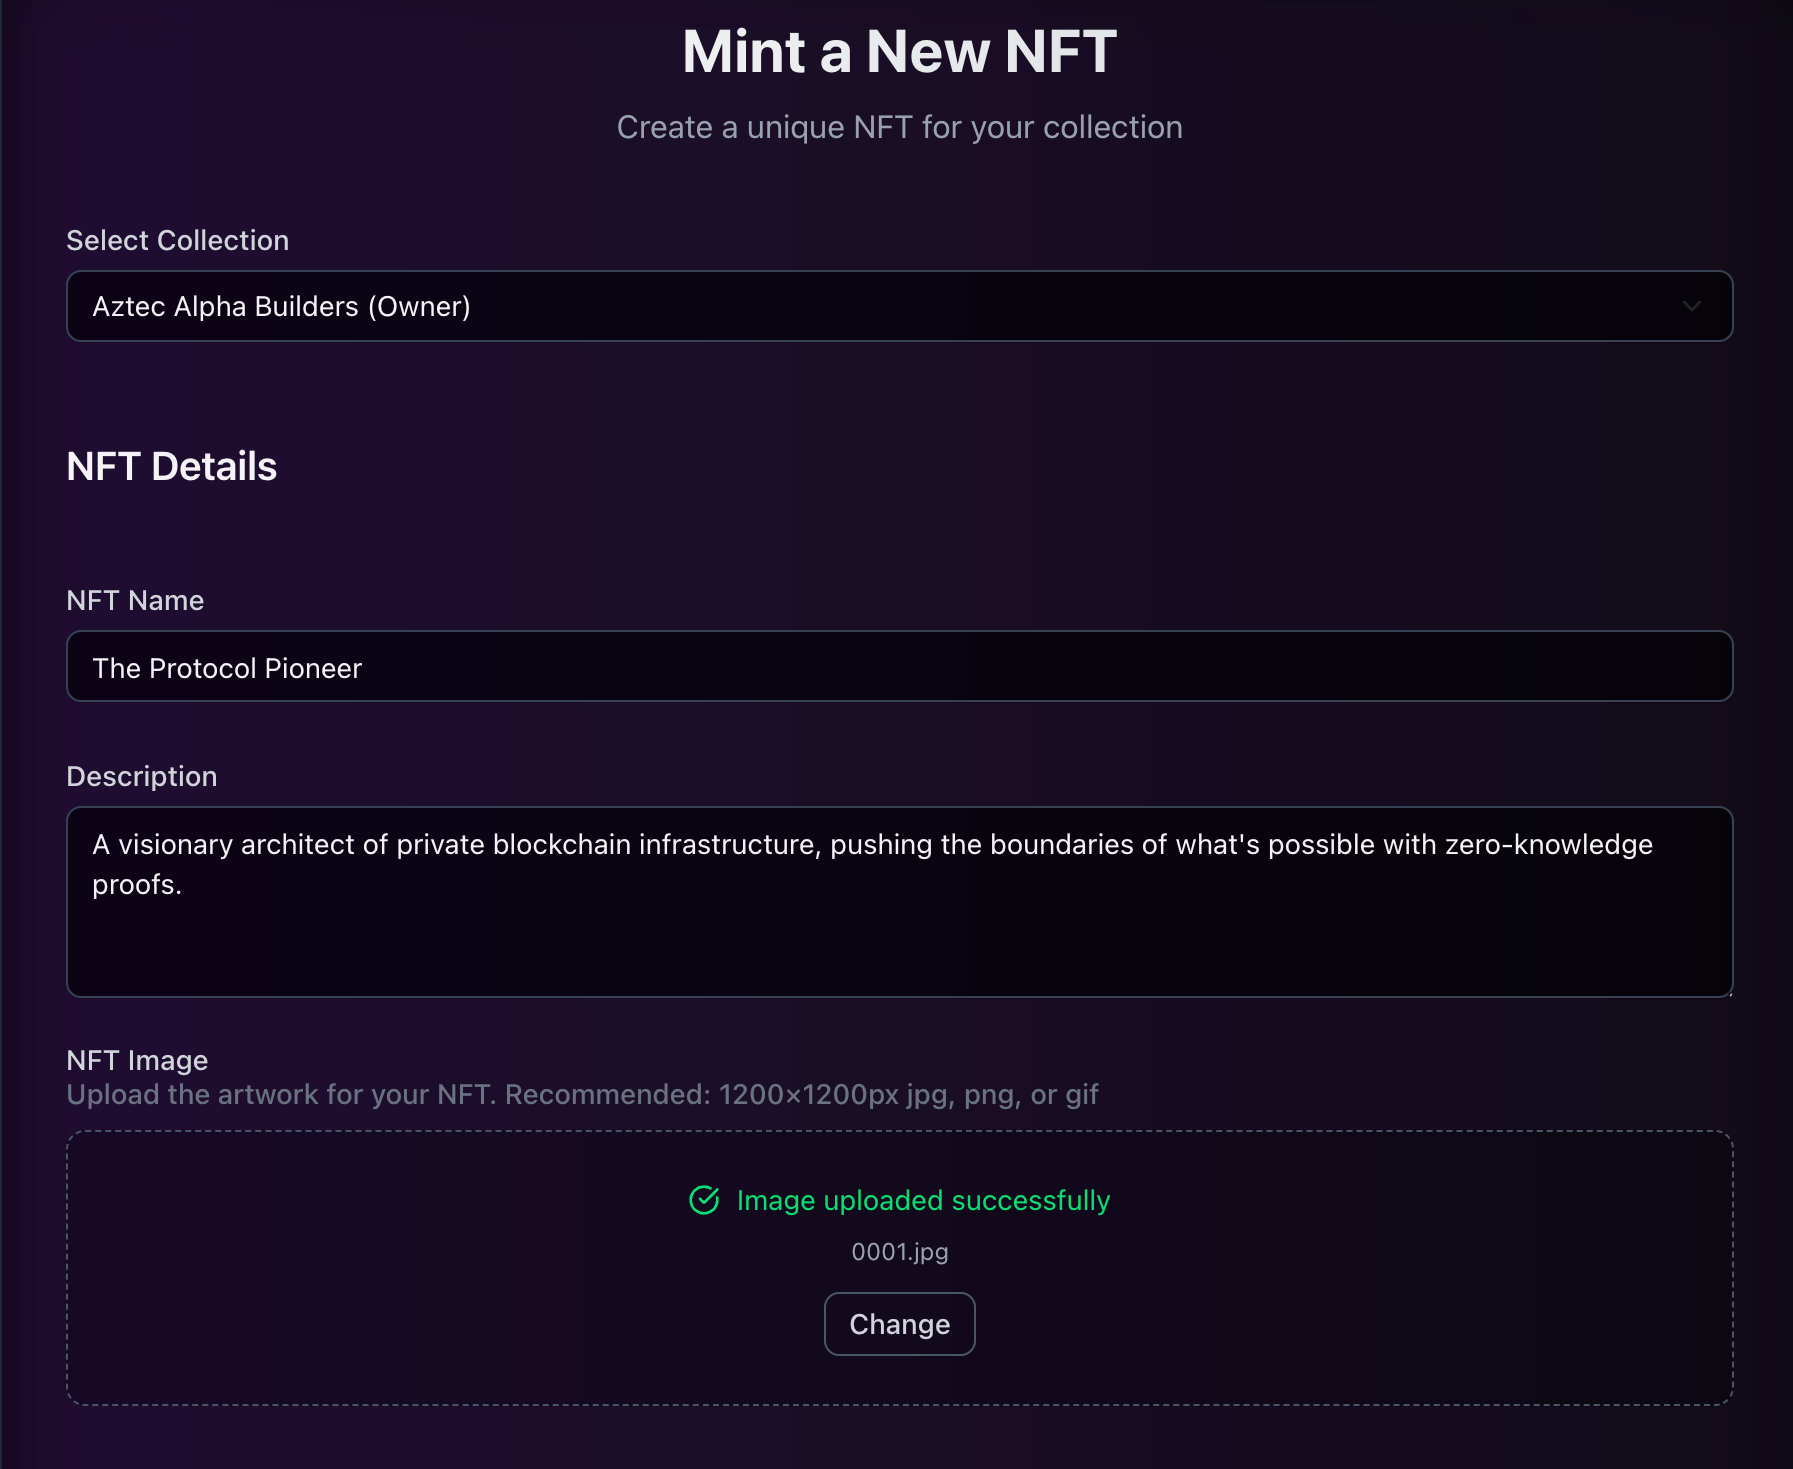 Mint a New NFT
Create a unique NFT for your collection
Select Collection
Aztec Alpha Builders (Owner)
NFT Details
NFT Name
The Protocol Pioneer
Description
A visionary architect of private blockchain infrastructure, pushing the boundaries of what's possible with zero-knowledge
proofs.
NFT Image
Upload the artwork for your NFT. Recommended: 1200×1200px jpg, png, or gif
Image uploaded successfully
0001.jpg
Change